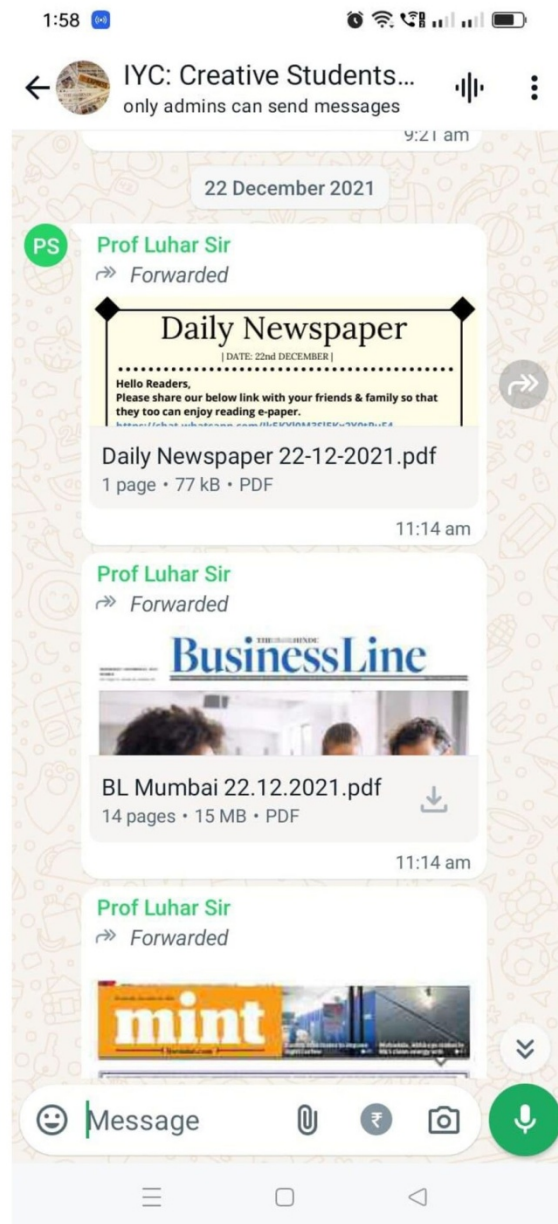 1:58
IYC: Creative Students...
only admins can send messages
9:21 am
22 December 2021
PS
Prof Luhar Sir
Forwarded
Daily Newspaper
| DATE: 22nd DECEMBER |
Hello Readers,
Please share our below link with your friends & family so that
they too can enjoy reading e-paper.
Daily Newspaper 22-12-2021.pdf
1 page • 77 kB • PDF
11:14 am
Prof Luhar Sir
Forwarded
BusinessLine
BL Mumbai 22.12.2021.pdf
14 pages • 15 MB • PDF
11:14 am
Prof Luhar Sir
Forwarded
mint
Message
₹